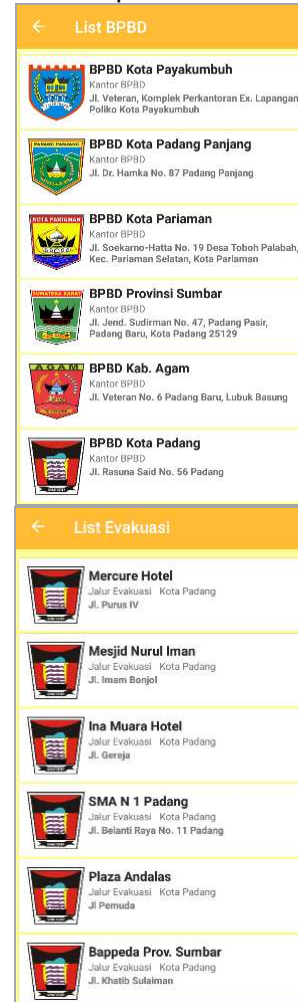 List BPBD
BPBD Kota Payakumbuh
Kantor BPBD
Jl. Veteran, Komplek Perkantoran Ex. Lapangan
Poliko Kota Payakumbuh
PADANG PANJANG
BPBD Kota Padang Panjang
Kantor BPBD
Jl. Dr. Hamka No. 87 Padang Panjang
KOTA PARIAMAN
BPBD Kota Pariaman
Kantor BPBD
Jl. Soekarno-Hatta No. 19 Desa Toboh Palabah,
Kec. Pariaman Selatan, Kota Pariaman
SUMATERA BARAT
BPBD Provinsi Sumbar
Kantor BPBD
Jl. Jend. Sudirman No. 47, Padang Pasir,
Padang Baru, Kota Padang 25129
AGAM
BPBD Kab. Agam
Kantor BPBD
Jl. Veteran No. 6 Padang Baru, Lubuk Basung
BPBD Kota Padang
Kantor BPBD
Jl. Rasuna Said No. 56 Padang
List Evakuasi
Mercure Hotel
Jalur Evakuasi Kota Padang
Jl. Purus IV
Mesjid Nurul Iman
Jalur Evakuasi Kota Padang
Jl. Imam Bonjol
Ina Muara Hotel
Jalur Evakuasi Kota Padang
Jl. Gereja
SMA N 1 Padang
Jalur Evakuasi Kota Padang
Jl. Belanti Raya No. 11 Padang
Plaza Andalas
Jalur Evakuasi Kota Padang
Jl Pemuda
Bappeda Prov. Sumbar
Jalur Evakuasi Kota Padang
Jl. Khatib Sulaiman